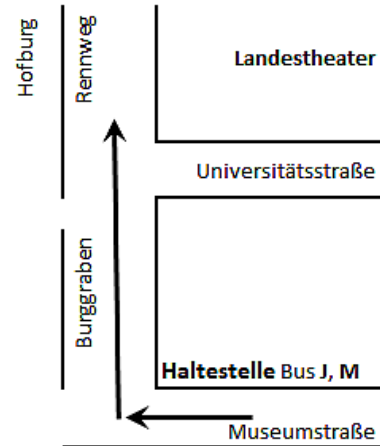 Hofburg
Rennweg
Landestheater
Universitätsstraße
Burggraben
Haltestelle Bus J, M
Museumstraße